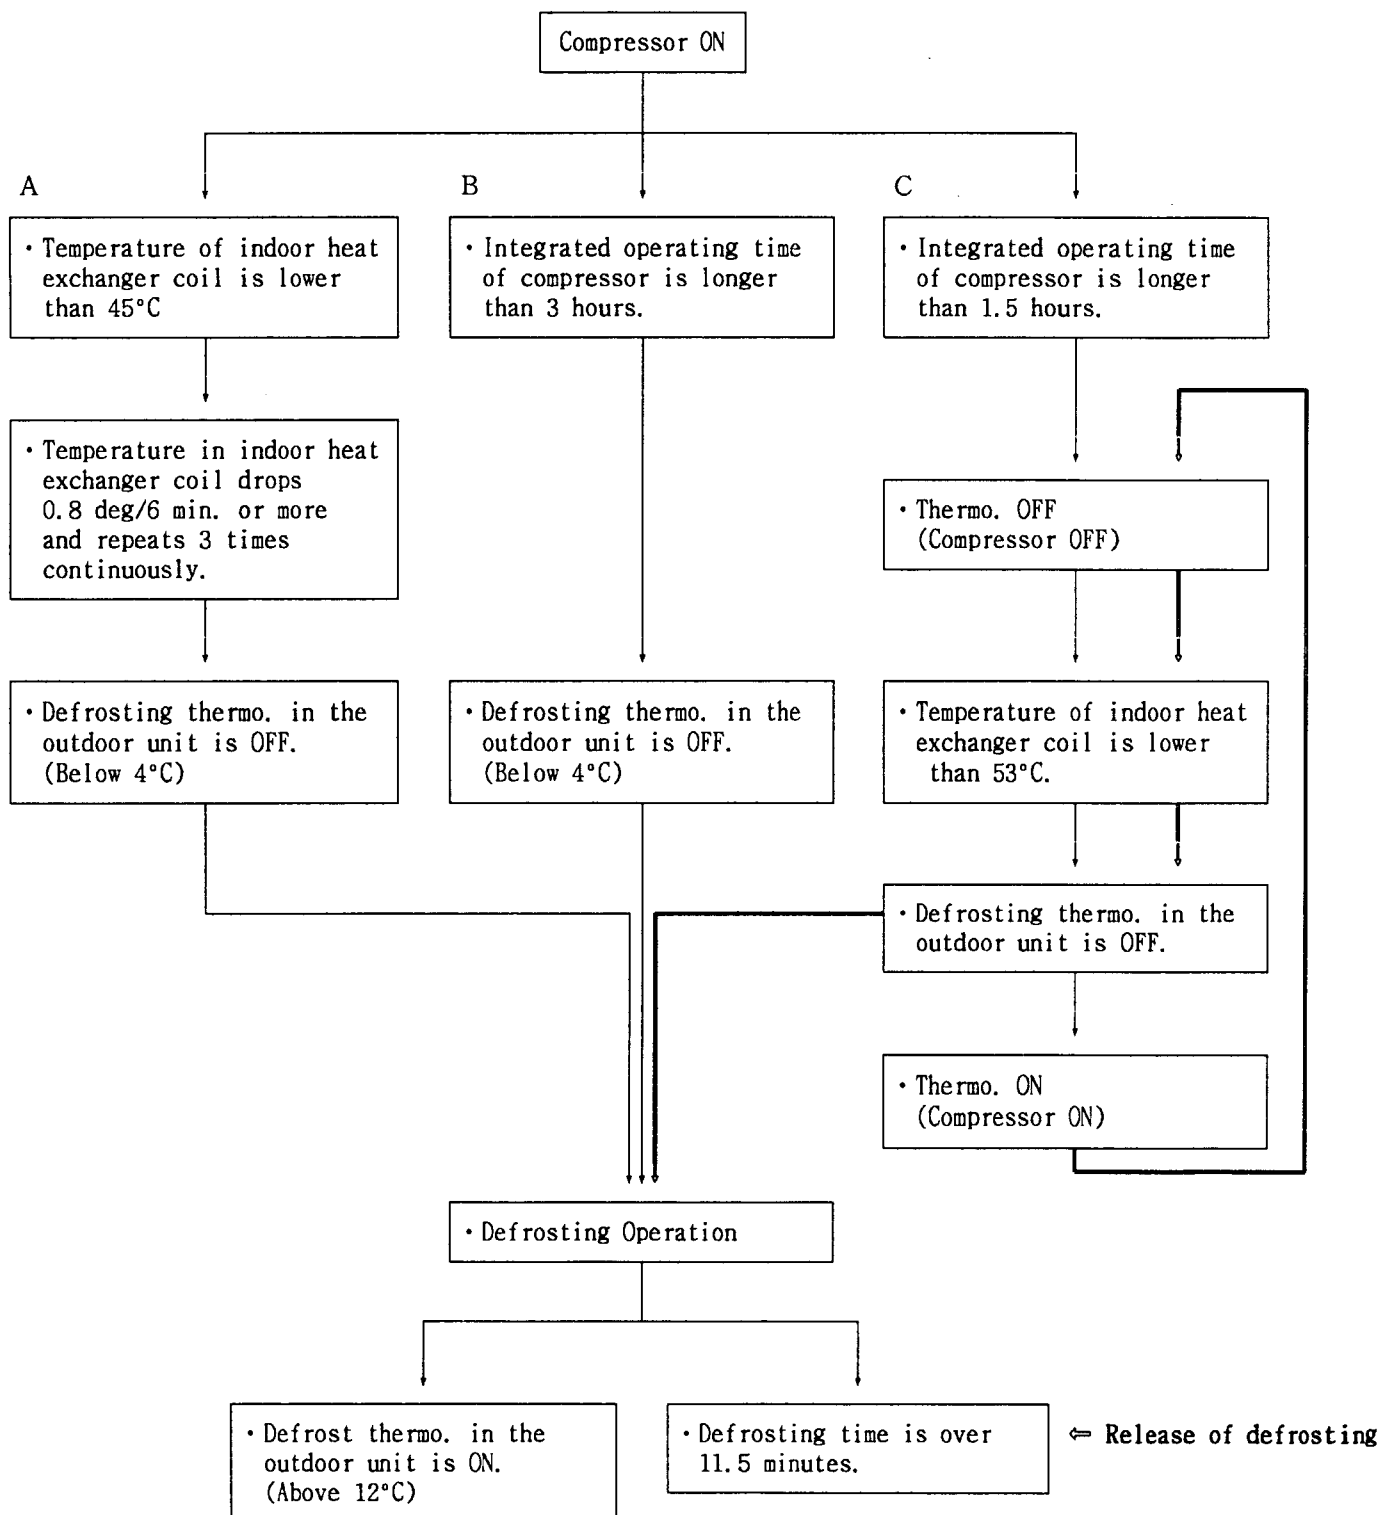 Compressor ON
A
・Temperature of indoor heat
exchanger coil is lower
than 45°C
・Temperature in indoor heat
exchanger coil drops
0.8 deg/6 min. or more
and repeats 3 times
continuously.
・Defrosting thermo. in the
outdoor unit is OFF.
(Below 4°C)
B
・Integrated operating time
of compressor is longer
than 3 hours.
・Defrosting thermo. in the
outdoor unit is OFF.
(Below 4°C)
C
・Integrated operating time
of compressor is longer
than 1.5 hours.
・Thermo. OFF
(Compressor OFF)
・Temperature of indoor heat
exchanger coil is lower
than 53°C.
・Defrosting thermo. in the
outdoor unit is OFF.
・Thermo. ON
(Compressor ON)
・Defrosting Operation
・Defrost thermo. in the
outdoor unit is ON.
(Above 12°C)
・Defrosting time is over
11.5 minutes.
⇐ Release of defrosting